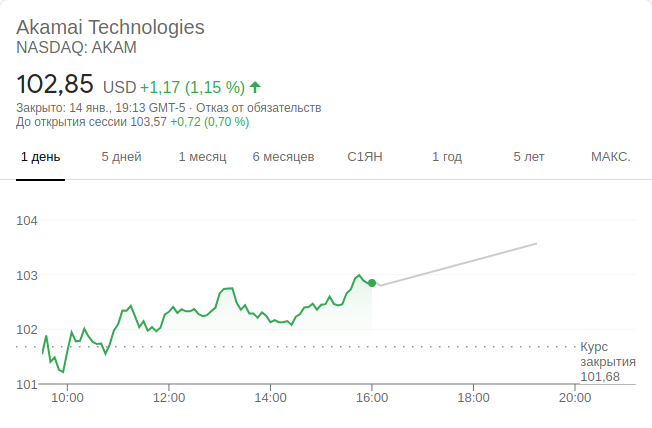 Akamai Technologies
NASDAQ: AKAM
102,85 USD +1,17 (1,15 %)
Закрыто: 14 янв., 19:13 GMT-5 · Отказ от обязательств
До открытия сессии 103,57 +0,72 (0,70 %)
1 день 5 дней 1 месяц 6 месяцев С1ЯН 1 год 5 лет МАКС.
104
103
102
101
Курс
закрытия
101,68
10:00 12:00 14:00 16:00 18:00 20:00